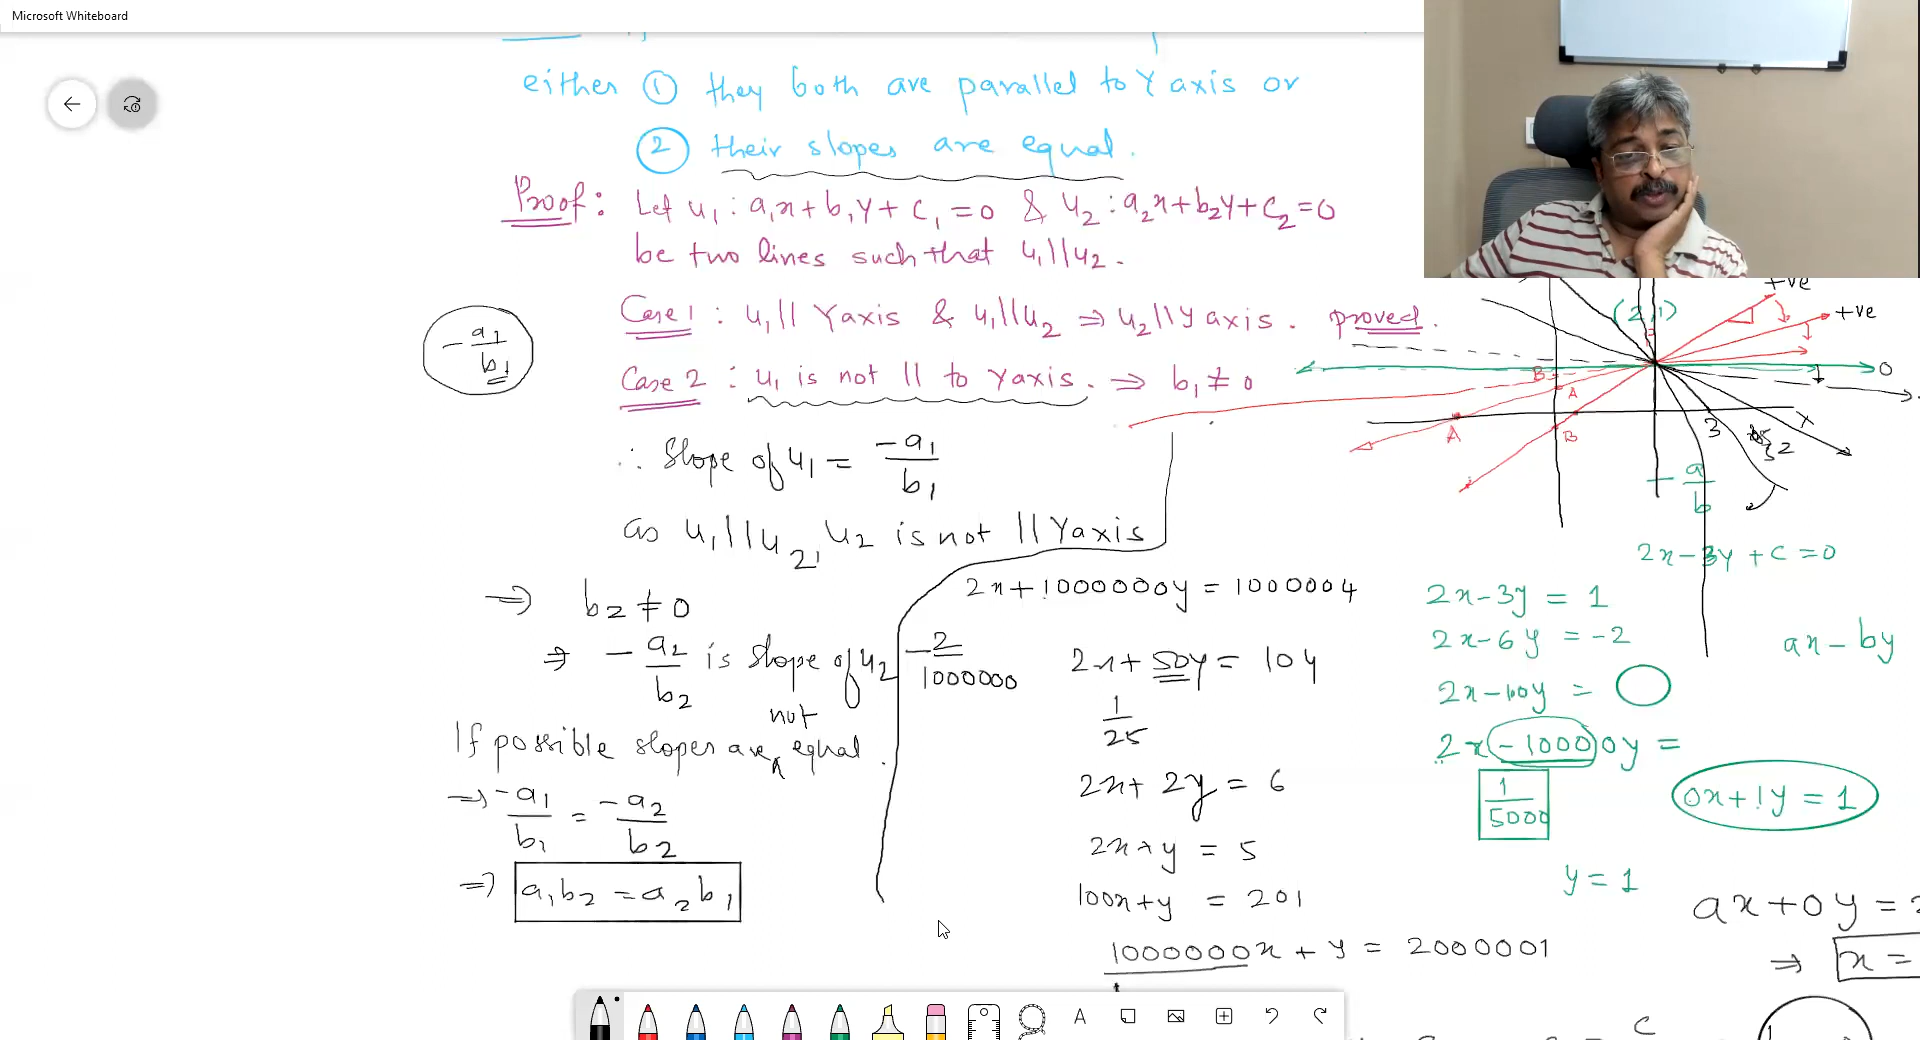 Microsoft Whiteboard
either ① they both are parallel to Y axis or
② their slopes are equal.
Proof: Let u₁ : a₁x + b₁y + c₁ = 0 & u₂ : a₂x + b₂y + c₂ = 0
be two lines such that u₁ || u₂.
Case 1 : u₁ || Y axis & u₁ || u₂ ⇒ u₂ || y axis. proved.
-a₁/b₁
Case 2 : u₁ is not || to Y axis. ⇒ b₁ ≠ 0
∴ Slope of u₁ = -a₁/b₁
as u₁ || u₂, u₂ is not || Y axis
⇒ b₂ ≠ 0
⇒ -a₂/b₂ is slope of u₂
not
If possible slopes are ∧ equal.
⇒ -a₁/b₁ = -a₂/b₂
⇒ a₁b₂ = a₂b₁
2x + 1000000y = 1000004
-2/1000000
2x + 50y = 104
1/25
2x + 2y = 6
2x + y = 5
100x + y = 201
1000000x + y = 2000001
+ve
(2,1)
+ve
P
0
B
A
A
B
3
X
2
-a/b
2x - 3y + c = 0
2x - 3y = 1
2x - 6y = -2
ax - by
2x - 10y =
2x - 10000y =
1/5000
0x + 1y = 1
y = 1
ax + 0y =
⇒ x =
C
A